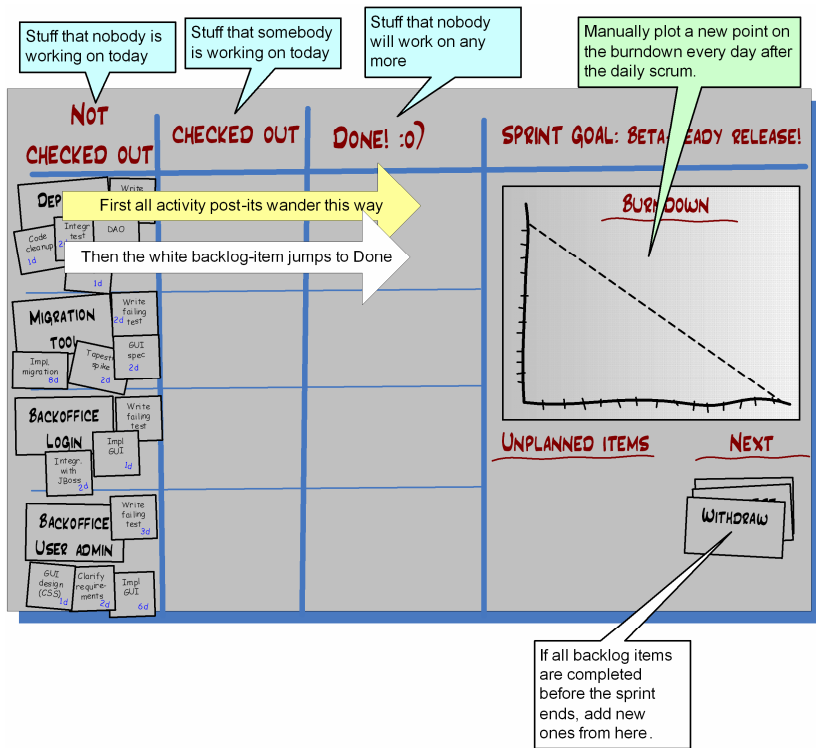 Stuff that nobody is
working on today
Stuff that somebody
is working on today
Stuff that nobody
will work on any
more
Manually plot a new point on
the burndown every day after
the daily scrum.
NOT
CHECKED OUT
CHECKED OUT
DONE! :o)
SPRINT GOAL: BETA-READY RELEASE!
DEP
Write
First all activity post-its wander this way
Code
cleanup
1d
Integr
test
2d
DAO
Then the white backlog-item jumps to Done
1d
MIGRATION
TOOL
Write
failing
test
2d
GUI
spec
2d
Impl.
migration
8d
Tapestry
spike
2d
BACKOFFICE
LOGIN
Write
failing
test
Impl
GUI
1d
Integr.
with
JBoss
2d
BACKOFFICE
USER ADMIN
Write
failing
test
3d
GUI
design
(CSS)
1d
Clarify
require-
ments
2d
Impl
GUI
6d
BURNDOWN
UNPLANNED ITEMS
NEXT
WITHDRAW
If all backlog items
are completed
before the sprint
ends, add new
ones from here.